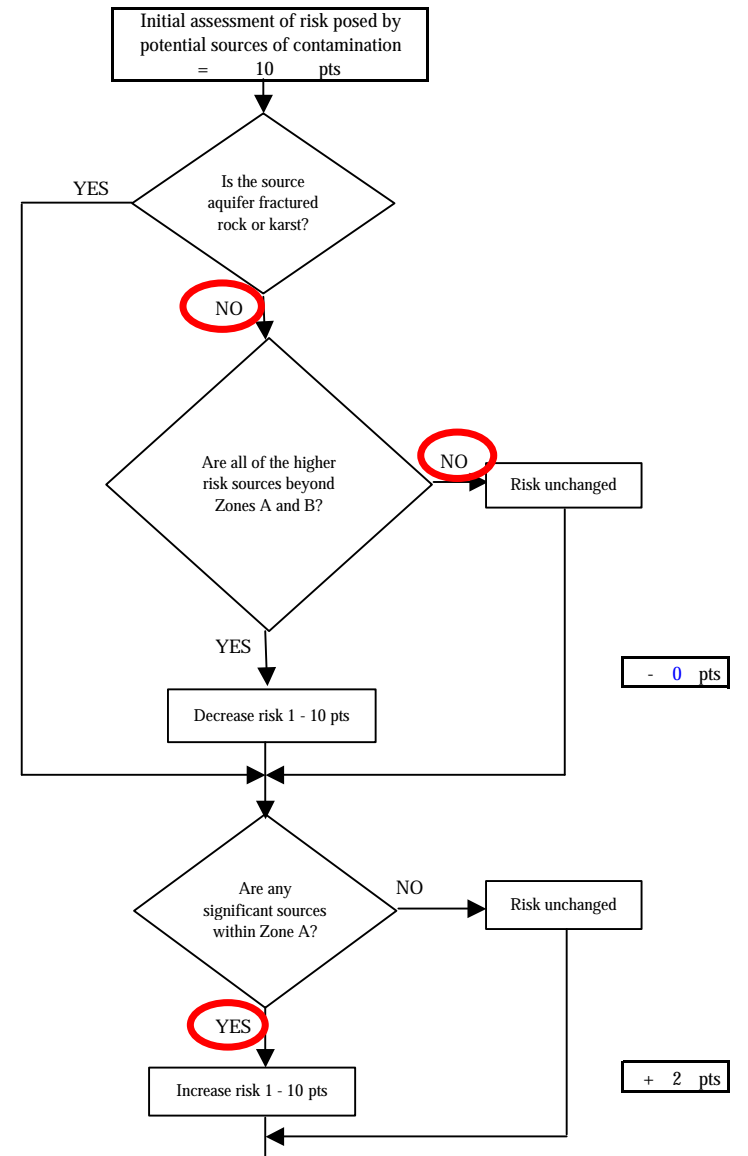 Initial assessment of risk posed by
potential sources of contamination
= 10 pts
YES
Is the source
aquifer fractured
rock or karst?
NO
Are all of the higher
risk sources beyond
Zones A and B?
NO
Risk unchanged
YES
- 0 pts
Decrease risk 1 - 10 pts
Are any
significant sources
within Zone A?
NO
Risk unchanged
YES
+ 2 pts
Increase risk 1 - 10 pts